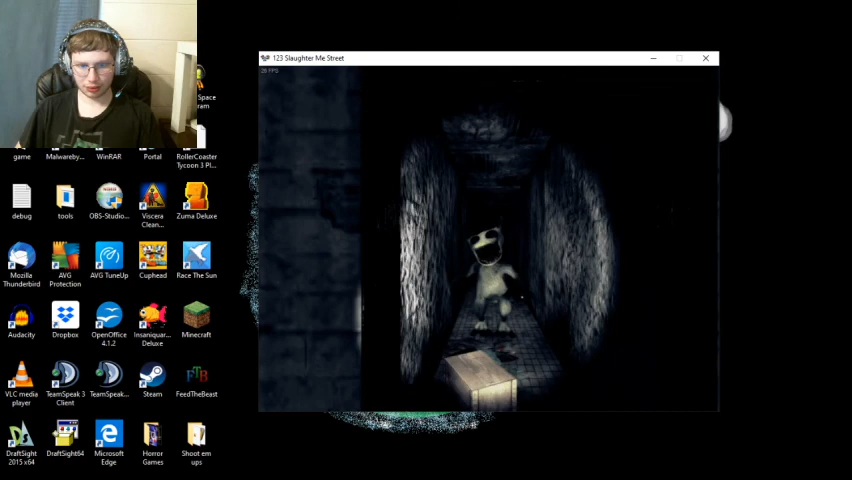 123 Slaughter Me Street
28 FPS
Space
ram
game
Malwareby...
WinRAR
Portal
RollerCoaster
Tycoon 3 Pl...
debug
tools
OBS-Studio...
Viscera
Clean...
Zuma Deluxe
Mozilla
Thunderbird
AVG
Protection
AVG TuneUp
Cuphead
Race The Sun
Audacity
Dropbox
OpenOffice
4.1.2
Insaniquar...
Deluxe
Minecraft
VLC media
player
TeamSpeak 3
Client
TeamSpeak...
Steam
FTB
FeedTheBeast
DraftSight
2015 x64
DraftSight64
Microsoft
Edge
Horror
Games
Shoot em
ups